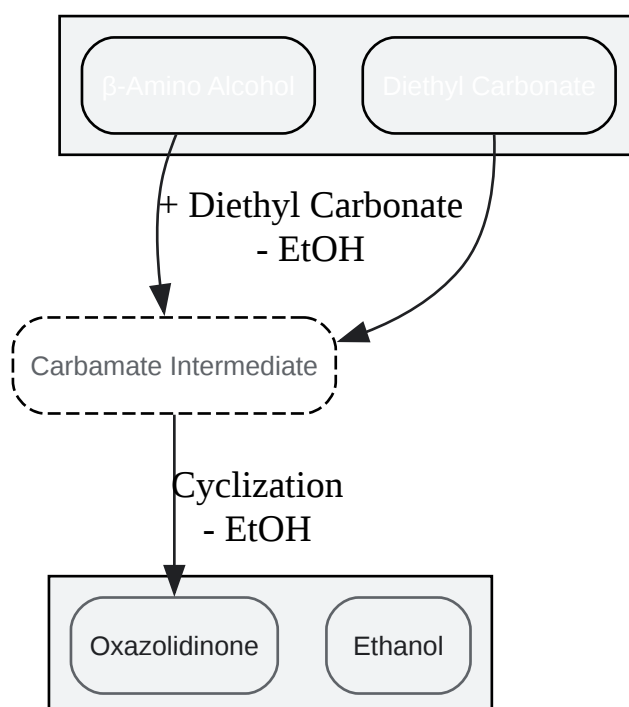 β-Amino Alcohol
Diethyl Carbonate
+ Diethyl Carbonate
- EtOH
Carbamate Intermediate
Cyclization
- EtOH
Oxazolidinone
Ethanol